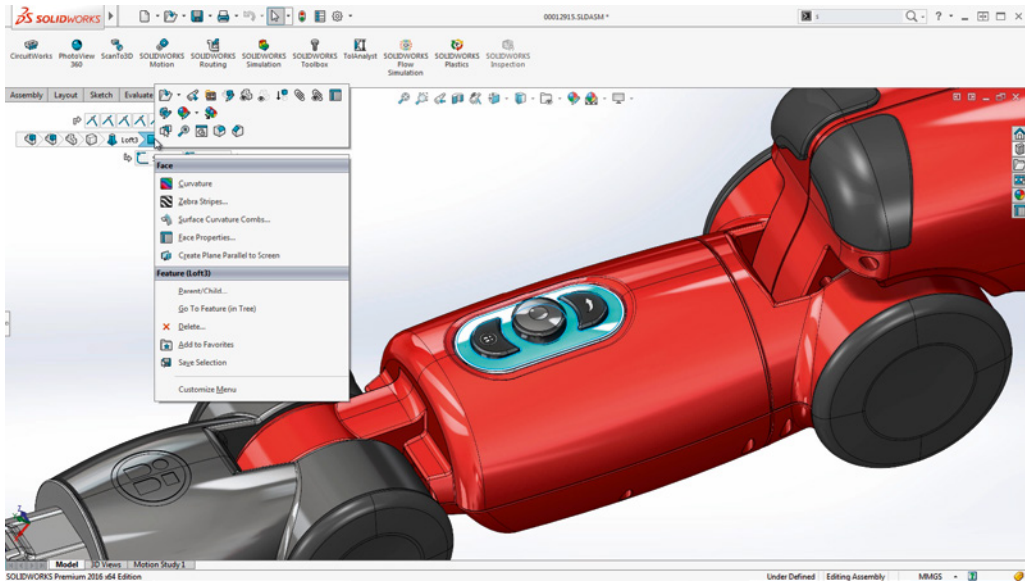 SOLIDWORKS
00012915.SLDASM *
?
CircuitWorks
PhotoView 360
ScanTo3D
SOLIDWORKS Motion
SOLIDWORKS Routing
SOLIDWORKS Simulation
SOLIDWORKS Toolbox
TolAnalyst
SOLIDWORKS Flow Simulation
SOLIDWORKS Plastics
SOLIDWORKS Inspection
Assembly Layout Sketch Evaluate
Loft3
Face
Curvature
Zebra Stripes...
Surface Curvature Combs...
Face Properties...
Create Plane Parallel to Screen
Feature (Loft3)
Parent/Child...
Go To Feature (in Tree)
Delete...
Add to Favorites
Save Selection
Customize Menu
Model 3D Views Motion Study 1
SOLIDWORKS Premium 2016 x64 Edition
Under Defined Editing Assembly MMGS